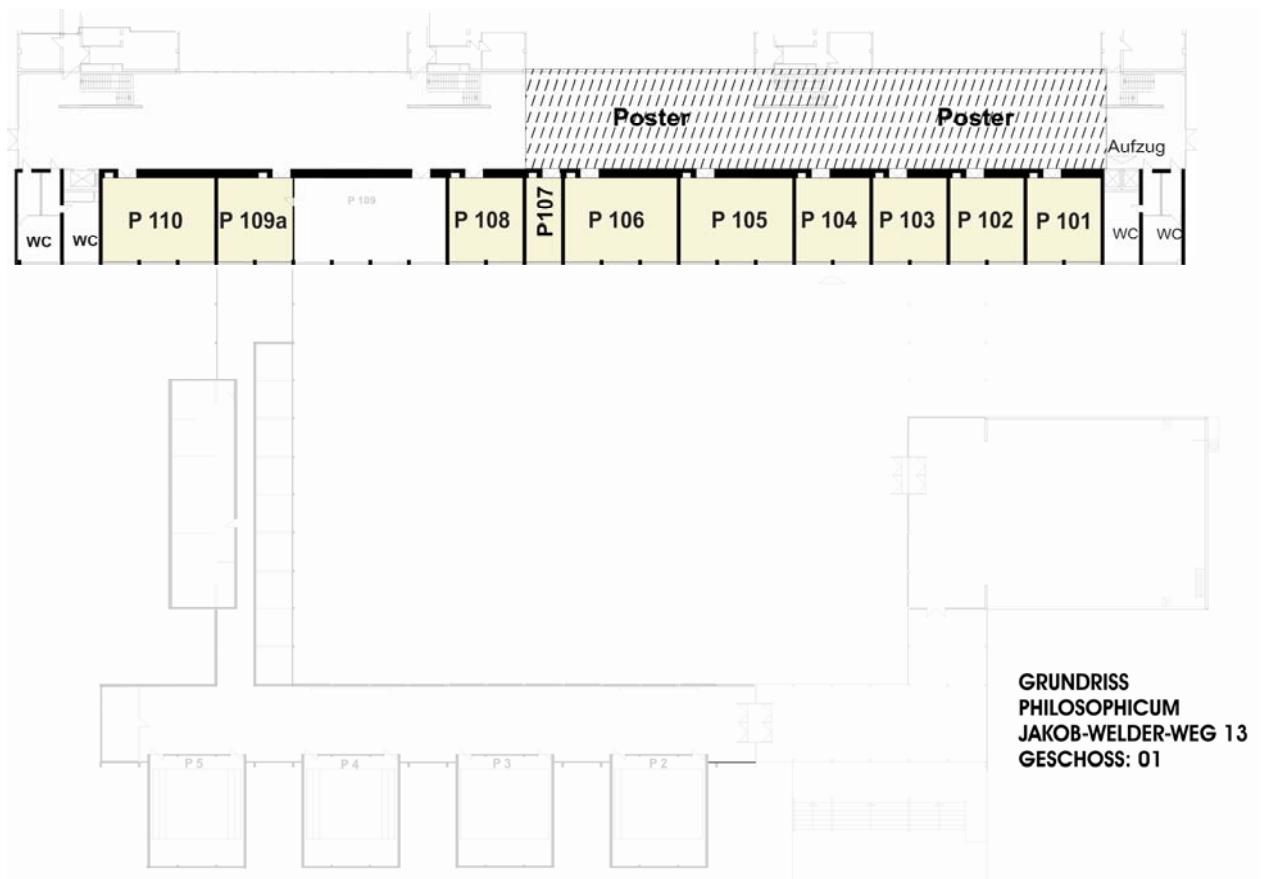 Poster
Poster
Aufzug
WC
WC
P 110
P 109a
P 109
P 108
P107
P 106
P 105
P 104
P 103
P 102
P 101
WC
WC
GRUNDRISS
PHILOSOPHICUM
JAKOB-WELDER-WEG 13
GESCHOSS: 01
P 5
P 4
P 3
P 2